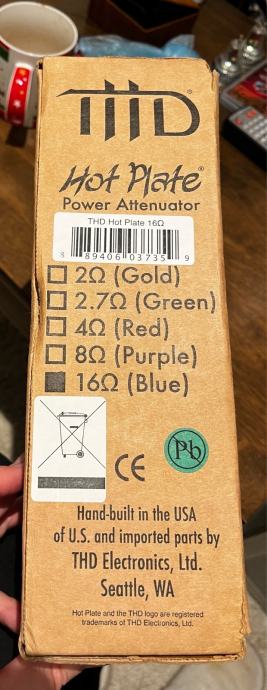 THD®
Hot Plate®
Power Attenuator
THD Hot Plate 16Ω
8 89406 03735 9
2Ω (Gold)
2.7Ω (Green)
4Ω (Red)
8Ω (Purple)
16Ω (Blue)
CE
Pb
Hand-built in the USA
of U.S. and imported parts by
THD Electronics, Ltd.
Seattle, WA
Hot Plate and the THD logo are registered
trademarks of THD Electronics, Ltd.